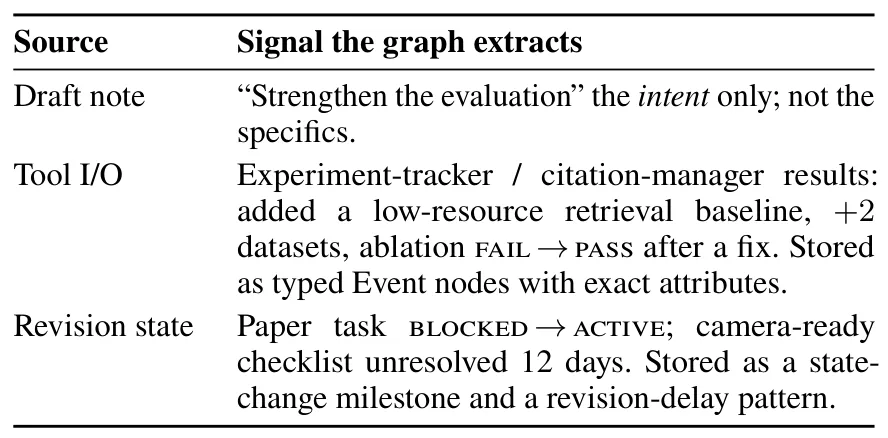 Source Signal the graph extracts
Draft note “Strengthen the evaluation” the intent only; not the
specifics.
Tool I/O Experiment-tracker / citation-manager results:
added a low-resource retrieval baseline, +2
datasets, ablation FAIL → PASS after a fix. Stored
as typed Event nodes with exact attributes.
Revision state Paper task BLOCKED → ACTIVE; camera-ready
checklist unresolved 12 days. Stored as a state-
change milestone and a revision-delay pattern.